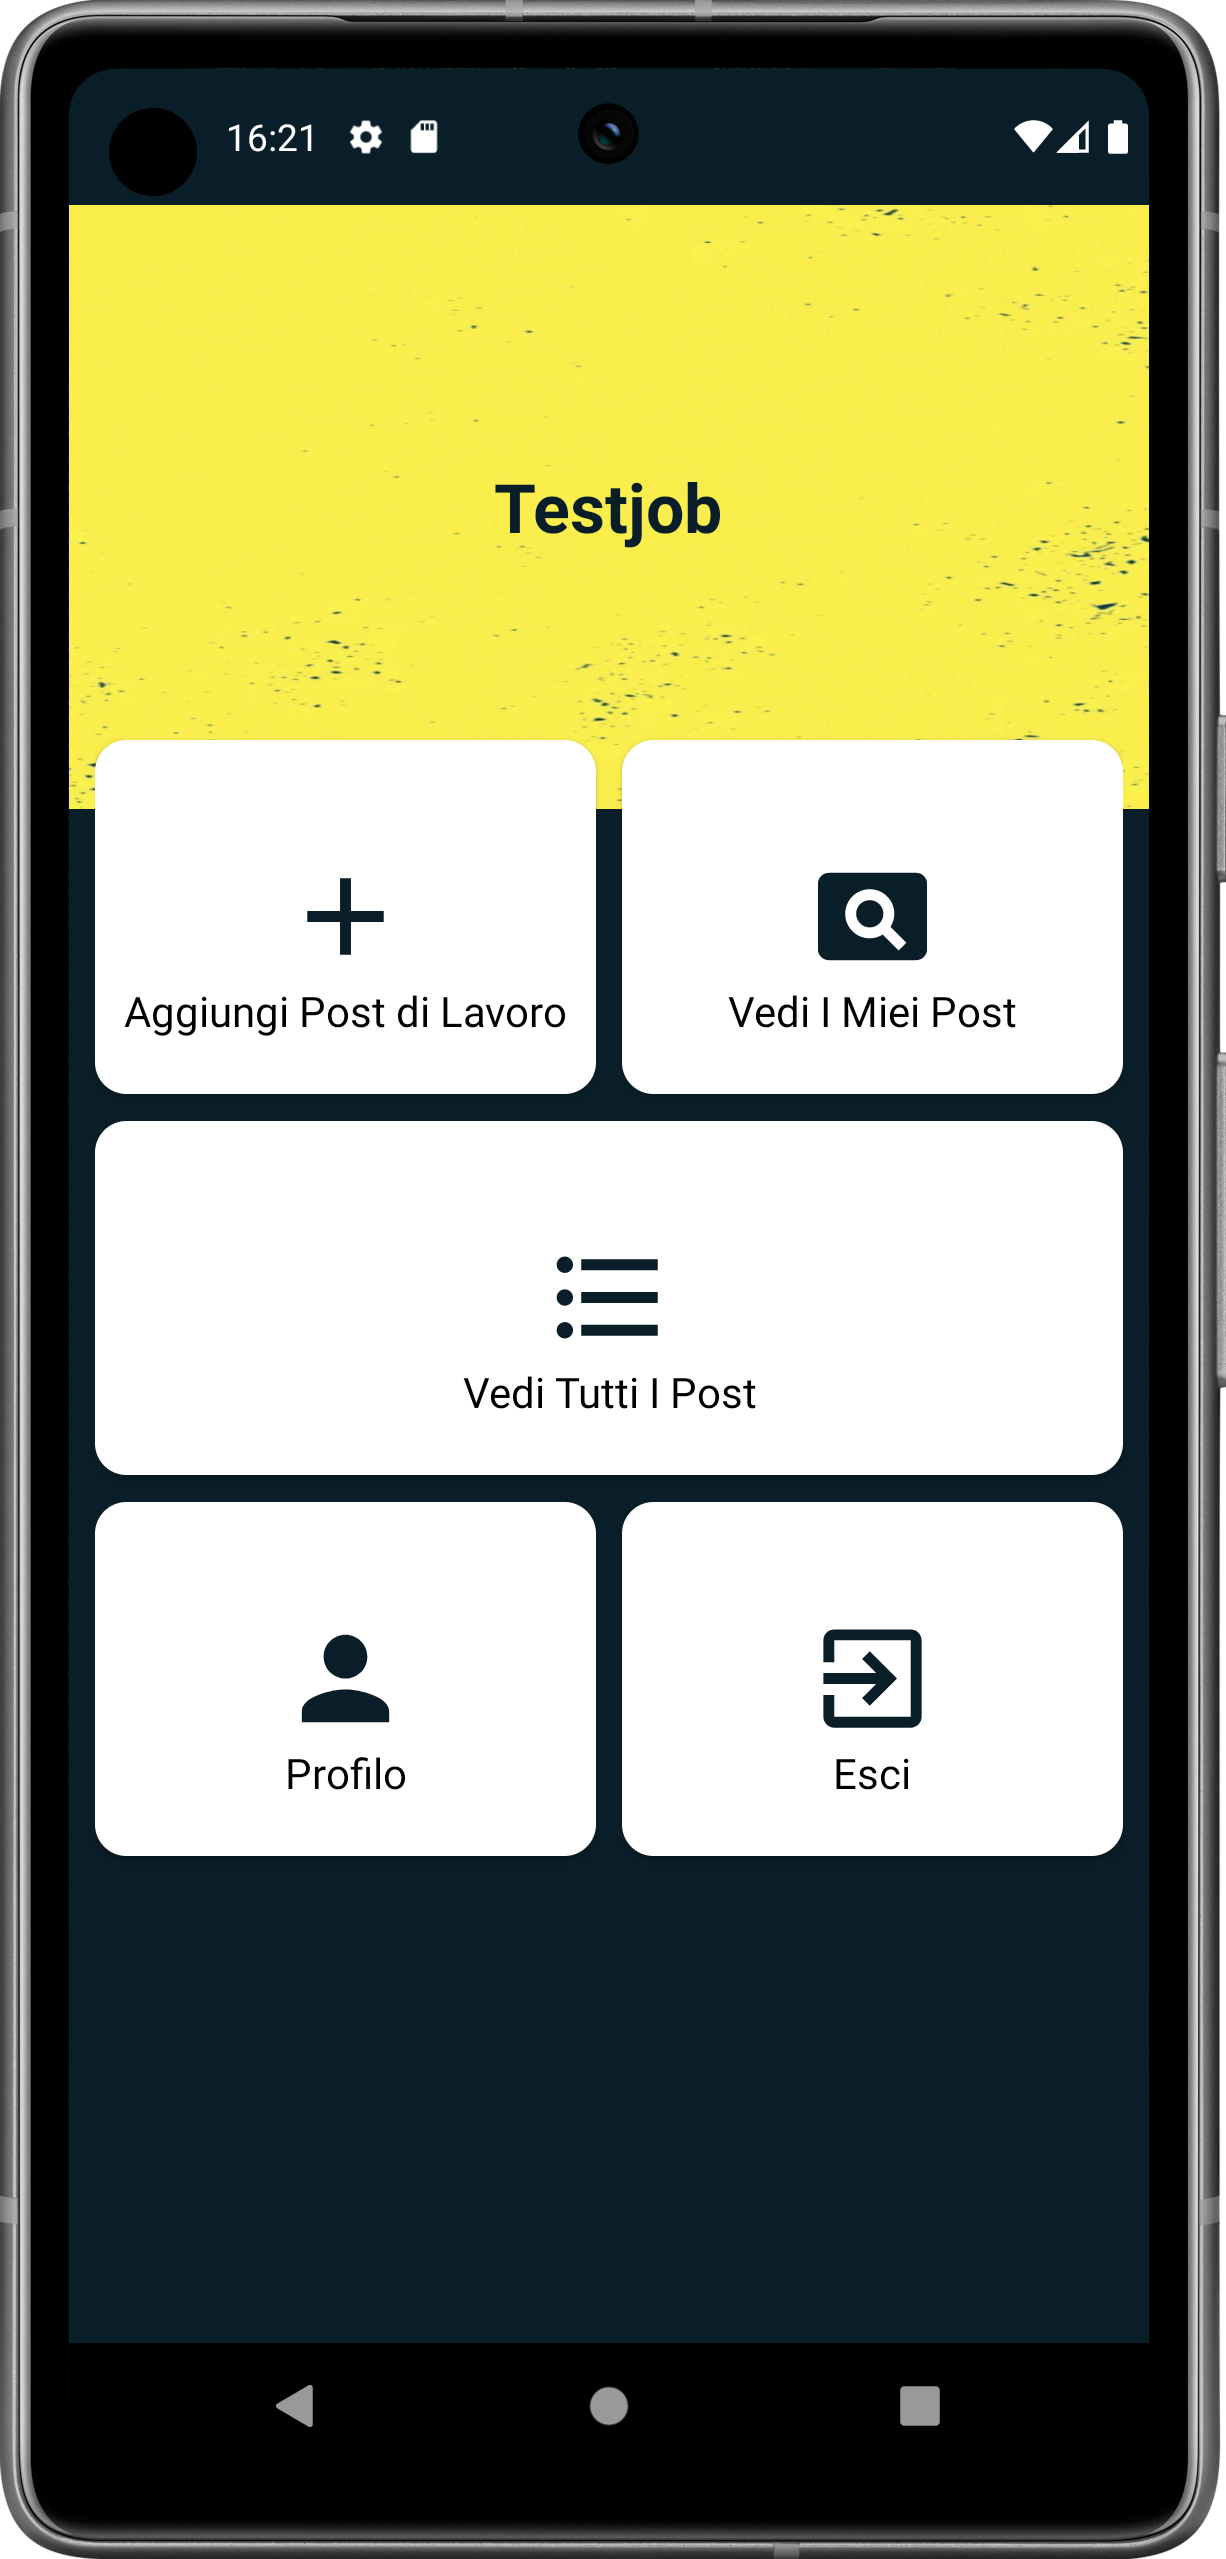 16:21
Testjob
Aggiungi Post di Lavoro
Vedi I Miei Post
Vedi Tutti I Post
Profilo
Esci